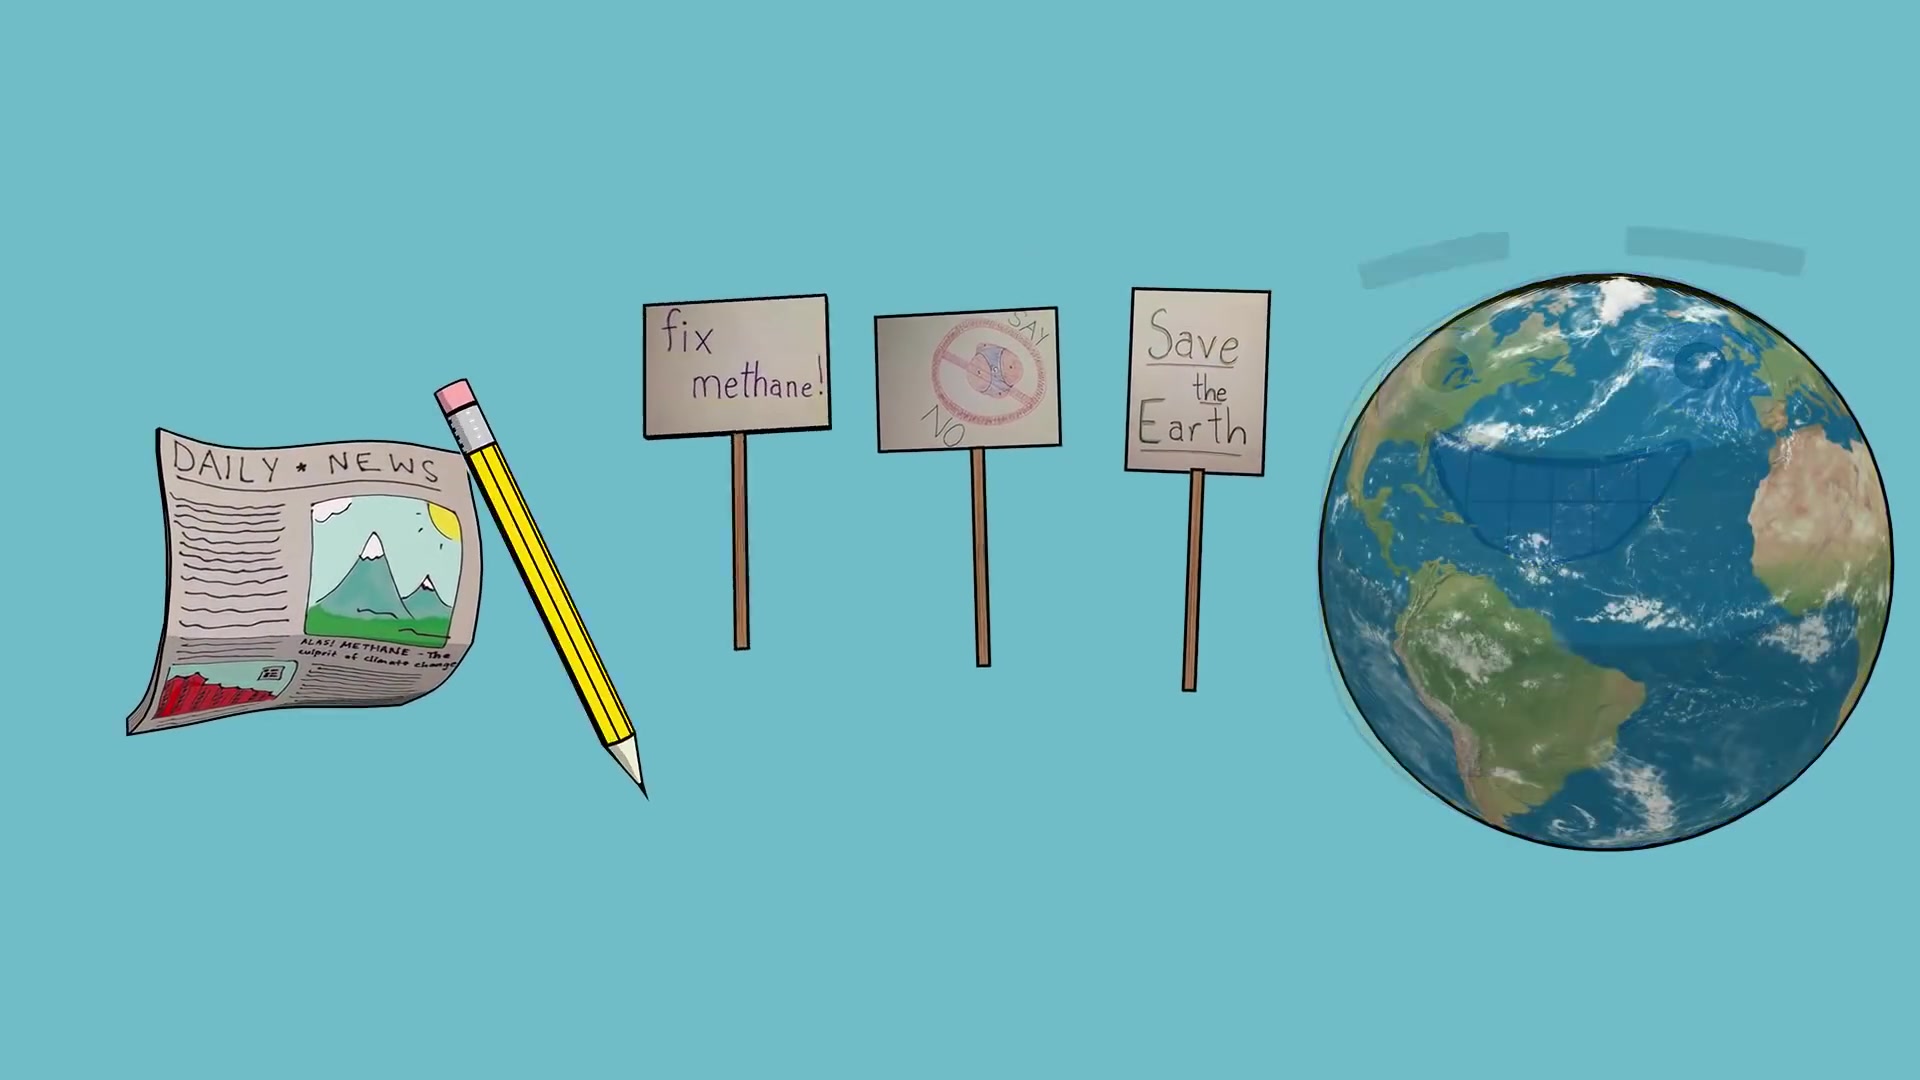 DAILY * NEWS
ALAS! METHANE - The
culprit of climate change
fix
methane!
SAY
NO
Save
the
Earth